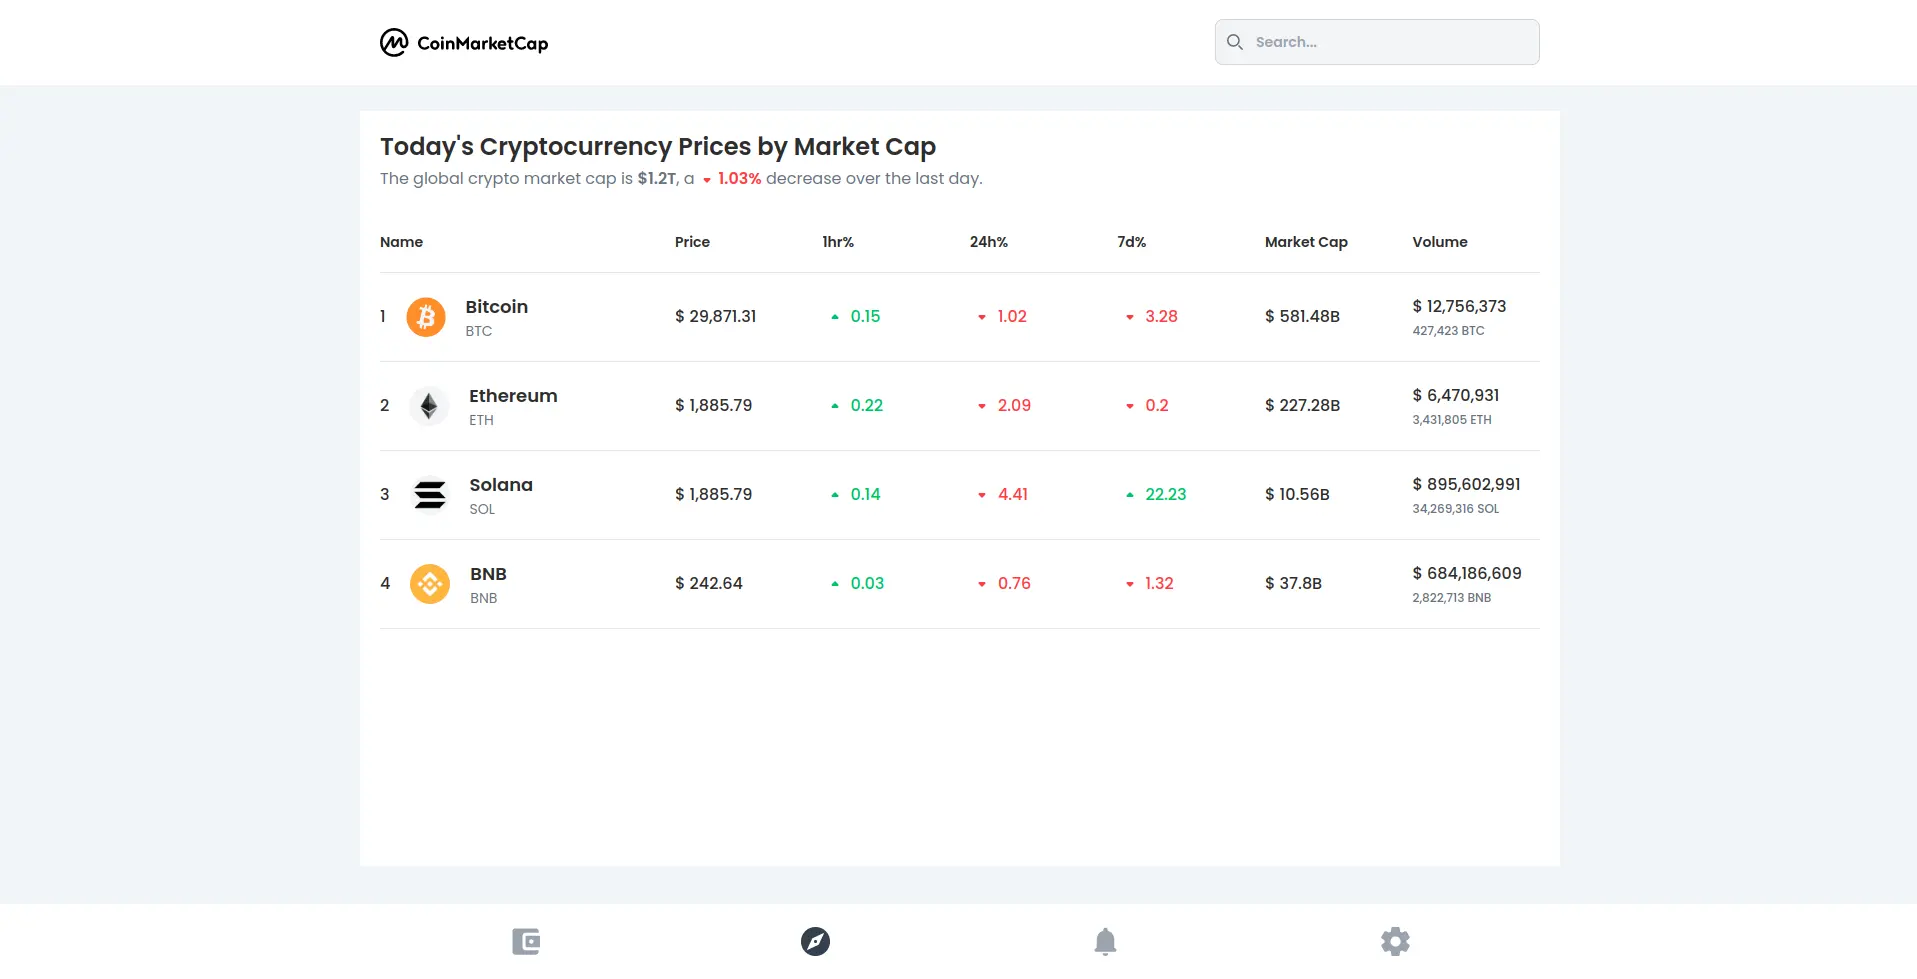 CoinMarketCap
Search...
Today's Cryptocurrency Prices by Market Cap
The global crypto market cap is $1.2T, a 1.03% decrease over the last day.
Name Price 1hr% 24h% 7d% Market Cap Volume
1 Bitcoin BTC $ 29,871.31 0.15 1.02 3.28 $ 581.48B $ 12,756,373 427,423 BTC
2 Ethereum ETH $ 1,885.79 0.22 2.09 0.2 $ 227.28B $ 6,470,931 3,431,805 ETH
3 Solana SOL $ 1,885.79 0.14 4.41 22.23 $ 10.56B $ 895,602,991 34,269,316 SOL
4 BNB BNB $ 242.64 0.03 0.76 1.32 $ 37.8B $ 684,186,609 2,822,713 BNB